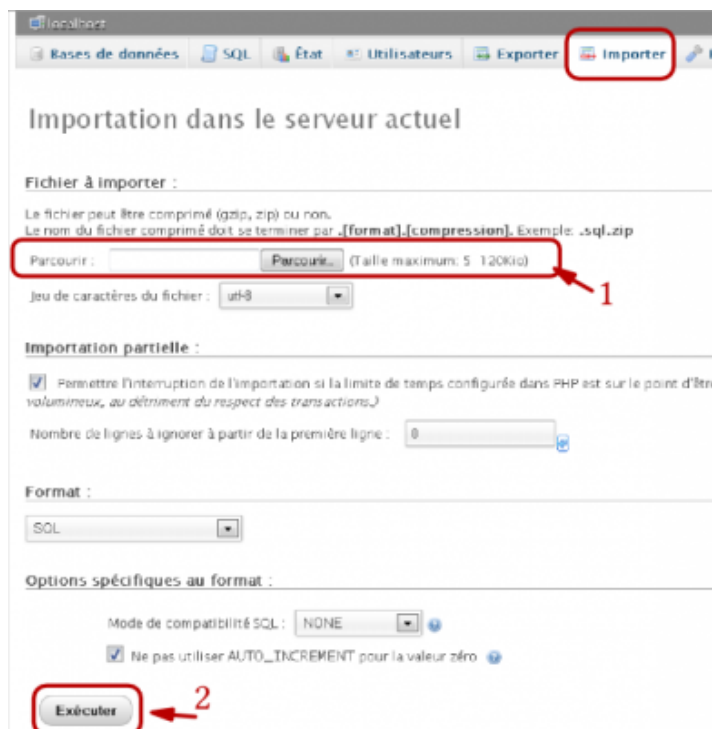 localhost
Bases de données SQL État Utilisateurs Exporter Importer
Importation dans le serveur actuel
Fichier à importer :
Le fichier peut être comprimé (gzip, zip) ou non.
Le nom du fichier comprimé doit se terminer par .[format].[compression]. Exemple: .sql.zip
Parcourir : Parcourir… (Taille maximum: 5 120Kio)
1
Jeu de caractères du fichier : utf-8
Importation partielle :
Permettre l'interruption de l'importation si la limite de temps configurée dans PHP est sur le point d'êtr
volumineux, au détriment du respect des transactions.)
Nombre de lignes à ignorer à partir de la première ligne : 0
Format :
SQL
Options spécifiques au format :
Mode de compatibilité SQL : NONE
Ne pas utiliser AUTO_INCREMENT pour la valeur zéro
Exécuter 2